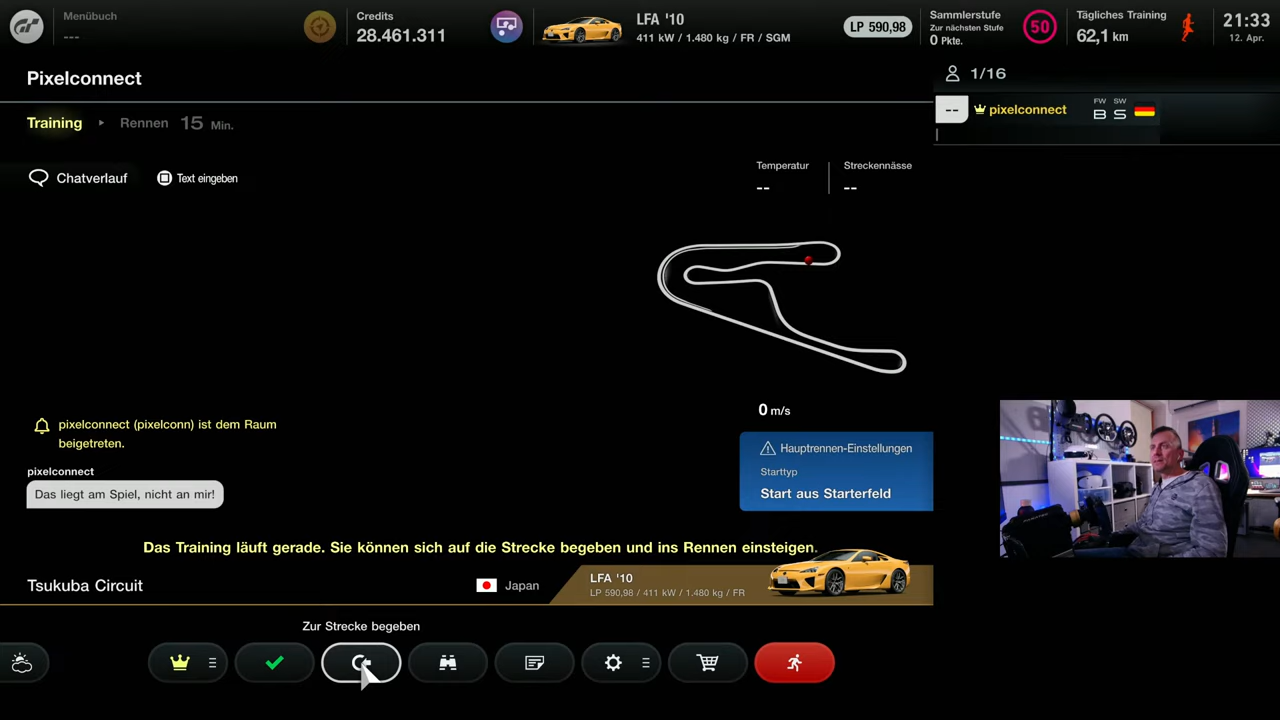 Menübuch
---
Credits
28.461.311
LFA '10
411 kW / 1.480 kg / FR / SGM
LP 590,98
Sammlerstufe
Zur nächsten Stufe
0 Pkte.
50
Tägliches Training
62,1 km
21:33
12. Apr.
Pixelconnect
1/16
-- pixelconnect FW B SW S
Training Rennen 15 Min.
Chatverlauf Text eingeben
Temperatur
--
Streckennässe
--
0 m/s
pixelconnect (pixelconn) ist dem Raum
beigetreten.
pixelconnect
Das liegt am Spiel, nicht an mir!
Hauptrennen-Einstellungen
Starttyp
Start aus Starterfeld
Das Training läuft gerade. Sie können sich auf die Strecke begeben und ins Rennen einsteigen.
Tsukuba Circuit
Japan
LFA '10
LP 590,98 / 411 kW / 1.480 kg / FR
Zur Strecke begeben